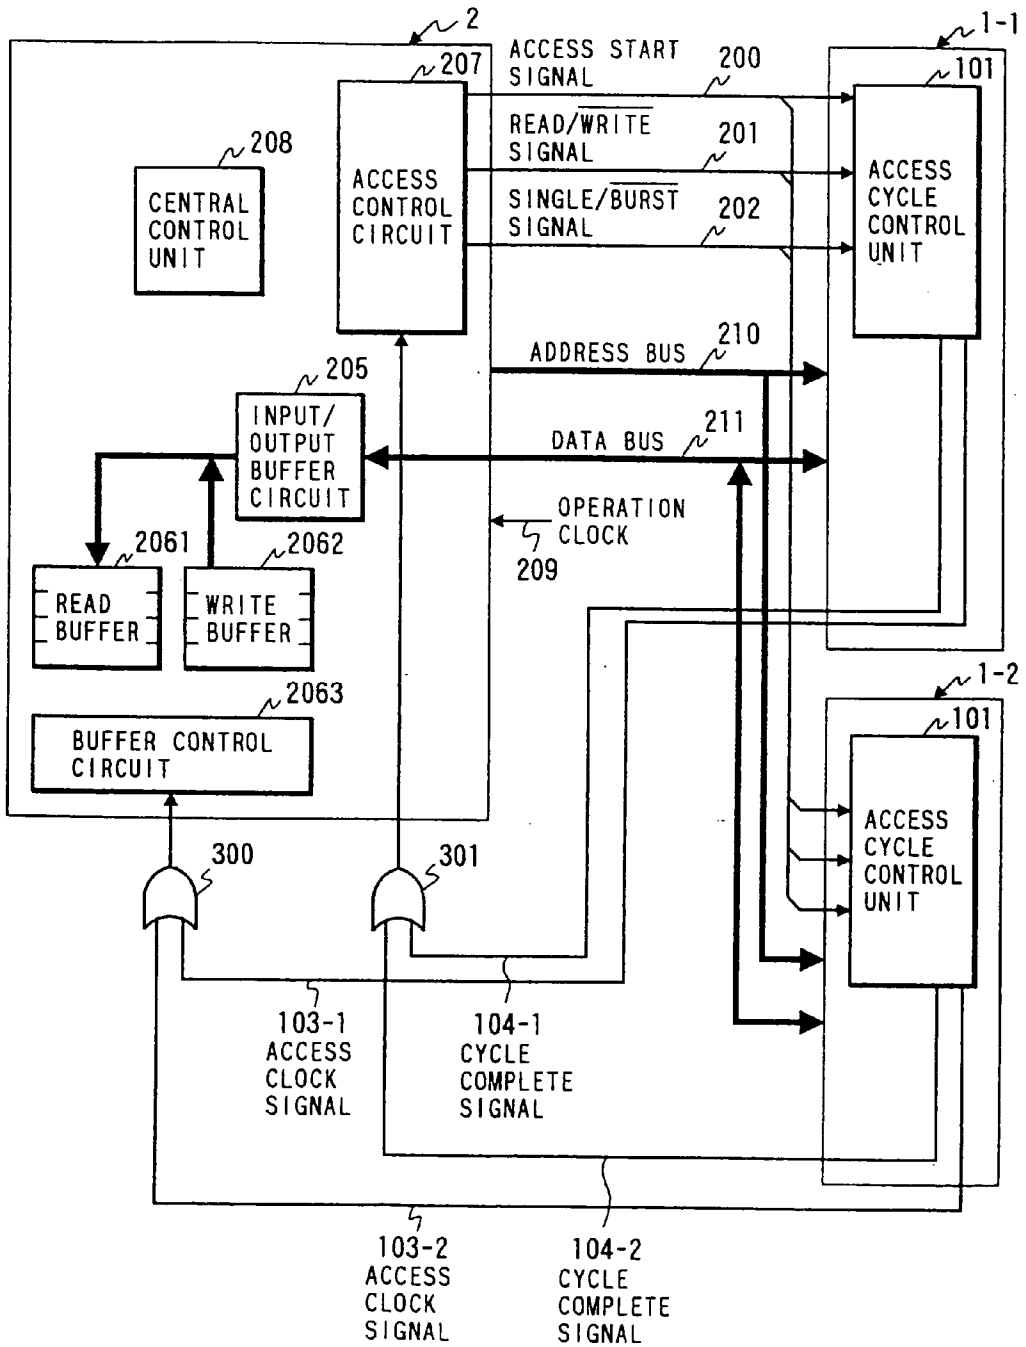 2
1-1
207
ACCESS START
SIGNAL
200
101
208
READ/WRITE
SIGNAL
201
CENTRAL
CONTROL
UNIT
ACCESS
CONTROL
CIRCUIT
SINGLE/BURST
SIGNAL
202
ACCESS
CYCLE
CONTROL
UNIT
205
ADDRESS BUS
210
INPUT/
OUTPUT
BUFFER
CIRCUIT
DATA BUS
211
2061
2062
OPERATION
CLOCK
209
READ
BUFFER
WRITE
BUFFER
1-2
2063
101
BUFFER CONTROL
CIRCUIT
ACCESS
CYCLE
CONTROL
UNIT
300
301
103-1
ACCESS
CLOCK
SIGNAL
104-1
CYCLE
COMPLETE
SIGNAL
103-2
ACCESS
CLOCK
SIGNAL
104-2
CYCLE
COMPLETE
SIGNAL